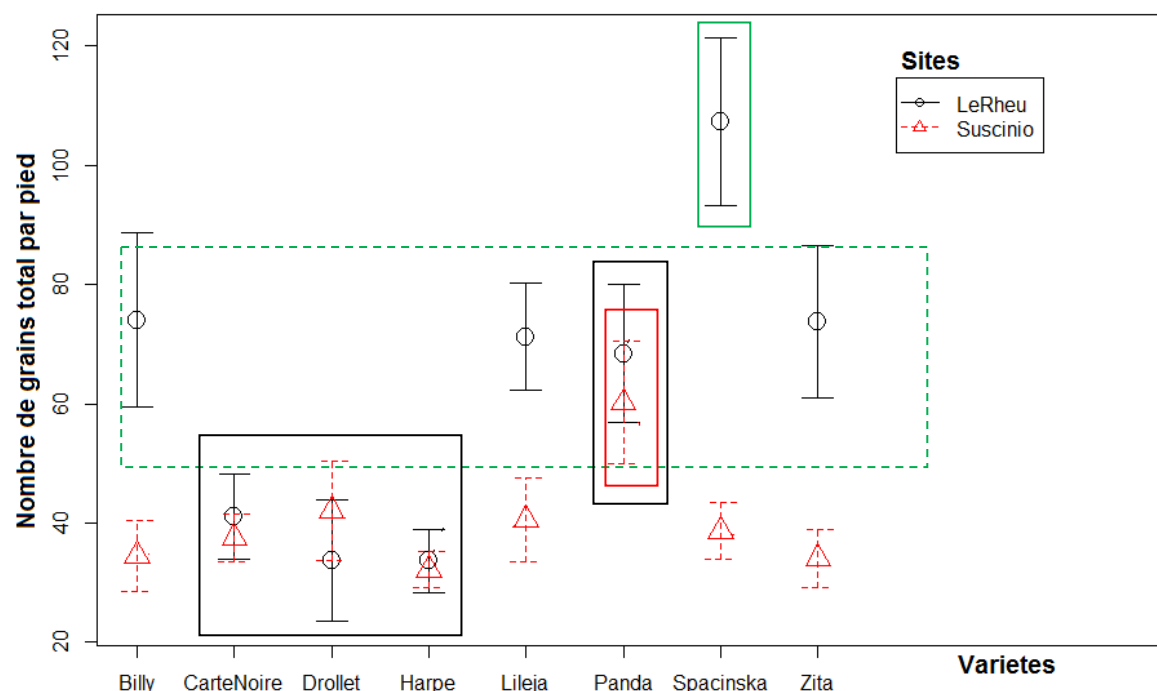 Nombre de grains total par pied
120
100
80
60
40
20
Sites
LeRheu
Suscinio
Billy CarteNoire Drollet Harpe Lileja Panda Spacinska Zita
Varietes